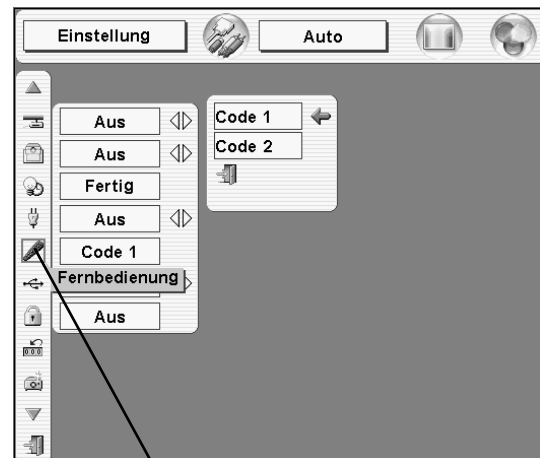 Einstellung
Auto
Aus
Aus
Fertig
Aus
Code 1
Fernbedienung
Aus
Code 1
Code 2